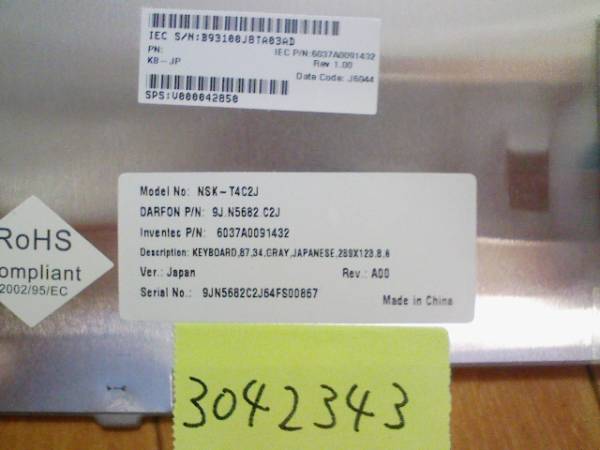 IEC S/N:B93100J8TA03AD
PN:
IEC P/N:6037A0091432
KB-JP
Rev 1.00
Date Code: J6044
SPS:V000042850
Model No: NSK-T4C2J
DARFON P/N: 9J.N5682.C2J
Inventec P/N: 6037A0091432
Description: KEYBOARD,87,34,GRAY,JAPANESE,289X123.8.6
Ver.: Japan
Rev.: A00
Serial No.: 9JN5682C2J64FS00867
Made in China
RoHS
ompliant
2002/95/EC
3042343